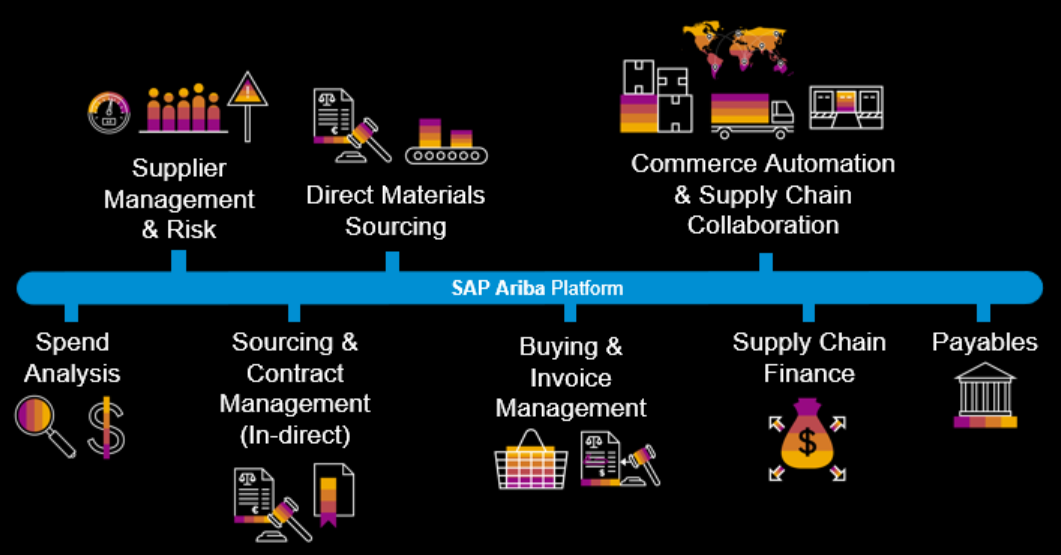 Supplier
Management
& Risk
Direct Materials
Sourcing
Commerce Automation
& Supply Chain
Collaboration
SAP Ariba Platform
Spend
Analysis
Sourcing &
Contract
Management
(In-direct)
Buying &
Invoice
Management
Supply Chain
Finance
$
Payables